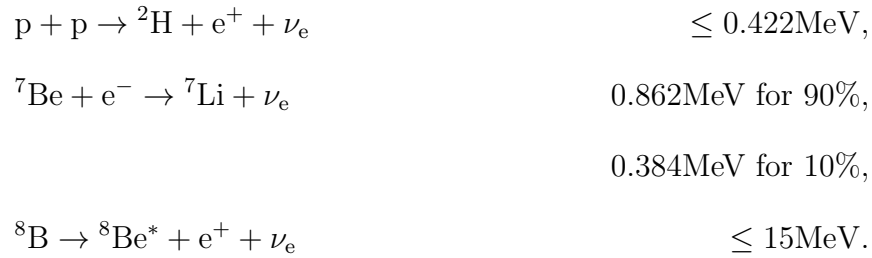 p + p → ²H + e⁺ + νₑ ≤ 0.422MeV,
⁷Be + e⁻ → ⁷Li + νₑ 0.862MeV for 90%,
0.384MeV for 10%,
⁸B → ⁸Be* + e⁺ + νₑ ≤ 15MeV.